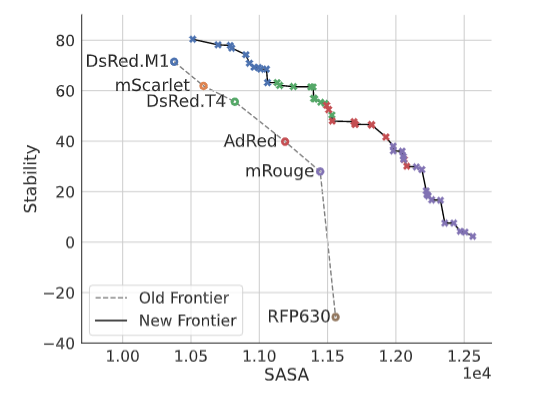 80
60
40
20
0
−20
−40
Stability
DsRed.M1
mScarlet
DsRed.T4
AdRed
mRouge
RFP630
Old Frontier
New Frontier
1.00 1.05 1.10 1.15 1.20 1.25
SASA
1e4